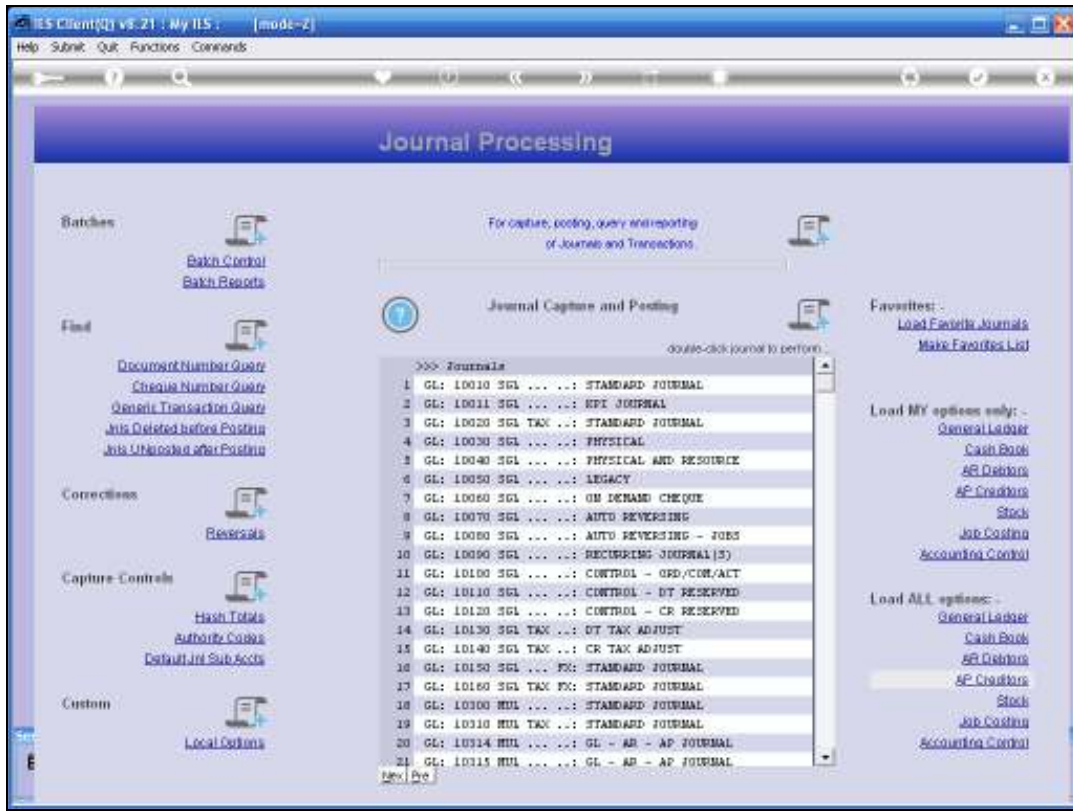 IES Client(Q) v8.21 : My IES : [mode=2]
Help Submit Quit Functions Commands
Journal Processing
Batches
Batch Control
Batch Reports
Find
Document Number Query
Cheque Number Query
Generic Transaction Query
Jnls Deleted before Posting
Jnls UNposted after Posting
Corrections
Reversals
Capture Controls
Hash Totals
Authority Codes
Default Jnl Sub Accts
Custom
Local Options
For capture, posting, query and reporting
of Journals and Transactions.
Journal Capture and Posting
double-click journal to perform ..
>>> Journals
1 GL: 10010 SGL ... ..: STANDARD JOURNAL
2 GL: 10011 SGL ... ..: KPI JOURNAL
3 GL: 10020 SGL TAX ..: STANDARD JOURNAL
4 GL: 10030 SGL ... ..: PHYSICAL
5 GL: 10040 SGL ... ..: PHYSICAL AND RESOURCE
6 GL: 10050 SGL ... ..: LEGACY
7 GL: 10060 SGL ... ..: ON DEMAND CHEQUE
8 GL: 10070 SGL ... ..: AUTO REVERSING
9 GL: 10080 SGL ... ..: AUTO REVERSING - JOBS
10 GL: 10090 SGL ... ..: RECURRING JOURNAL(S)
11 GL: 10100 SGL ... ..: CONTROL - ORD/COM/ACT
12 GL: 10110 SGL ... ..: CONTROL - DT RESERVED
13 GL: 10120 SGL ... ..: CONTROL - CR RESERVED
14 GL: 10130 SGL TAX ..: DT TAX ADJUST
15 GL: 10140 SGL TAX ..: CR TAX ADJUST
16 GL: 10150 SGL ... FX: STANDARD JOURNAL
17 GL: 10160 SGL TAX FX: STANDARD JOURNAL
18 GL: 10300 MUL ... ..: STANDARD JOURNAL
19 GL: 10310 MUL TAX ..: STANDARD JOURNAL
20 GL: 10314 MUL ... ..: GL - AR - AP JOURNAL
21 GL: 10315 MUL ... ..: GL - AR - AP JOURNAL
Nex Pre
Favorites: -
Load Favorite Journals
Make Favorites List
Load MY options only: -
General Ledger
Cash Book
AR Debtors
AP Creditors
Stock
Job Costing
Accounting Control
Load ALL options: -
General Ledger
Cash Book
AR Debtors
AP Creditors
Stock
Job Costing
Accounting Control